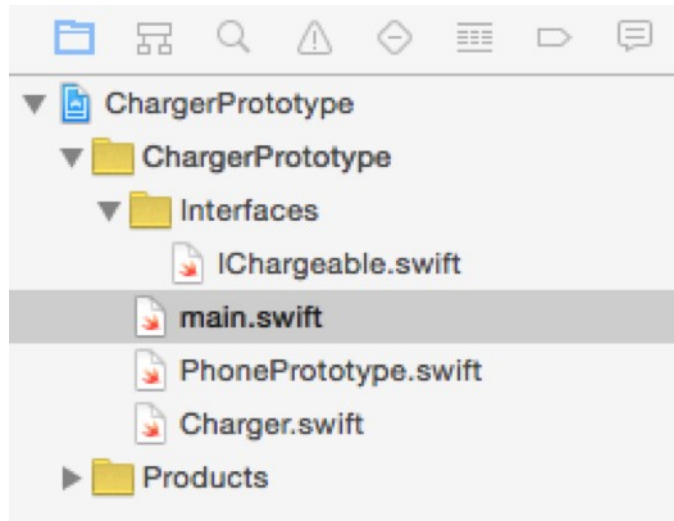 ChargerPrototype
ChargerPrototype
Interfaces
IChargeable.swift
main.swift
PhonePrototype.swift
Charger.swift
Products